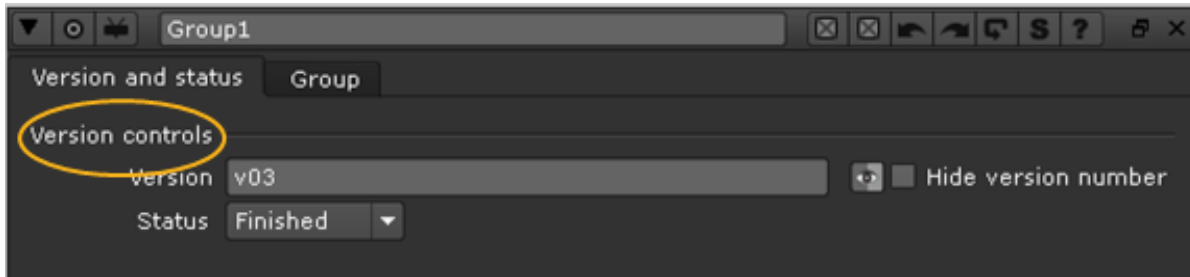 Group1 S ?
Version and status Group
Version controls
Version v03 Hide version number
Status Finished